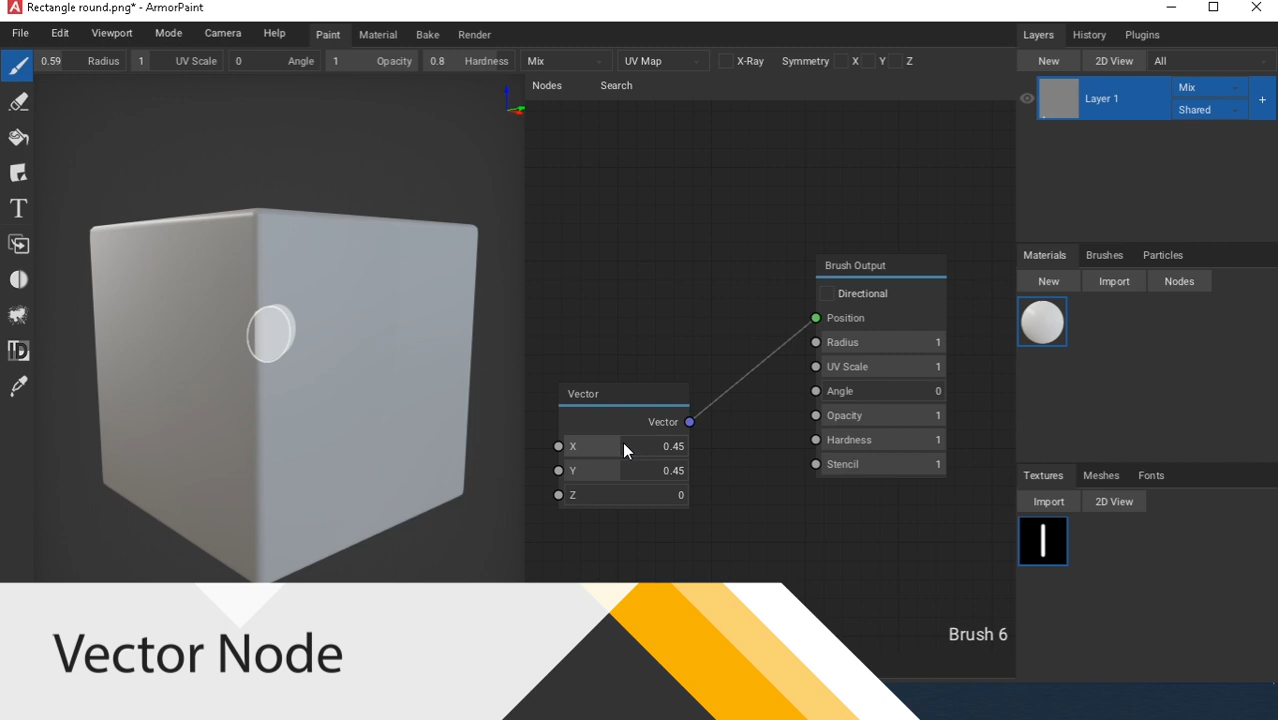 Rectangle round.png* - ArmorPaint
File Edit Viewport Mode Camera Help Paint Material Bake Render
Layers History Plugins
0.59 Radius 1 UV Scale 0 Angle 1 Opacity 0.8 Hardness Mix UV Map X-Ray Symmetry X Y Z
New 2D View All
Nodes Search
Layer 1 Mix
Shared
+
Materials Brushes Particles
New Import Nodes
Brush Output
Directional
Position
Radius 1
UV Scale 1
Angle 0
Opacity 1
Hardness 1
Stencil 1
Vector
Vector
X 0.45
Y 0.45
Z 0
Textures Meshes Fonts
Import 2D View
Brush 6
Vector Node